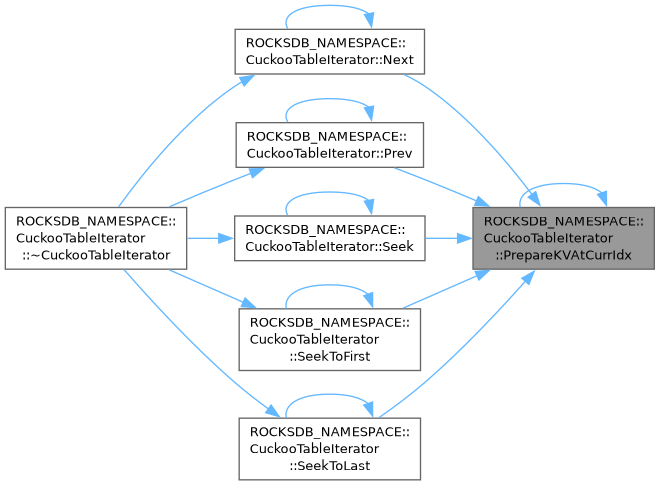 ROCKSDB_NAMESPACE::
CuckooTableIterator::Next
ROCKSDB_NAMESPACE::
CuckooTableIterator::Prev
ROCKSDB_NAMESPACE::
CuckooTableIterator
::~CuckooTableIterator
ROCKSDB_NAMESPACE::
CuckooTableIterator::Seek
ROCKSDB_NAMESPACE::
CuckooTableIterator
::PrepareKVAtCurrIdx
ROCKSDB_NAMESPACE::
CuckooTableIterator
::SeekToFirst
ROCKSDB_NAMESPACE::
CuckooTableIterator
::SeekToLast